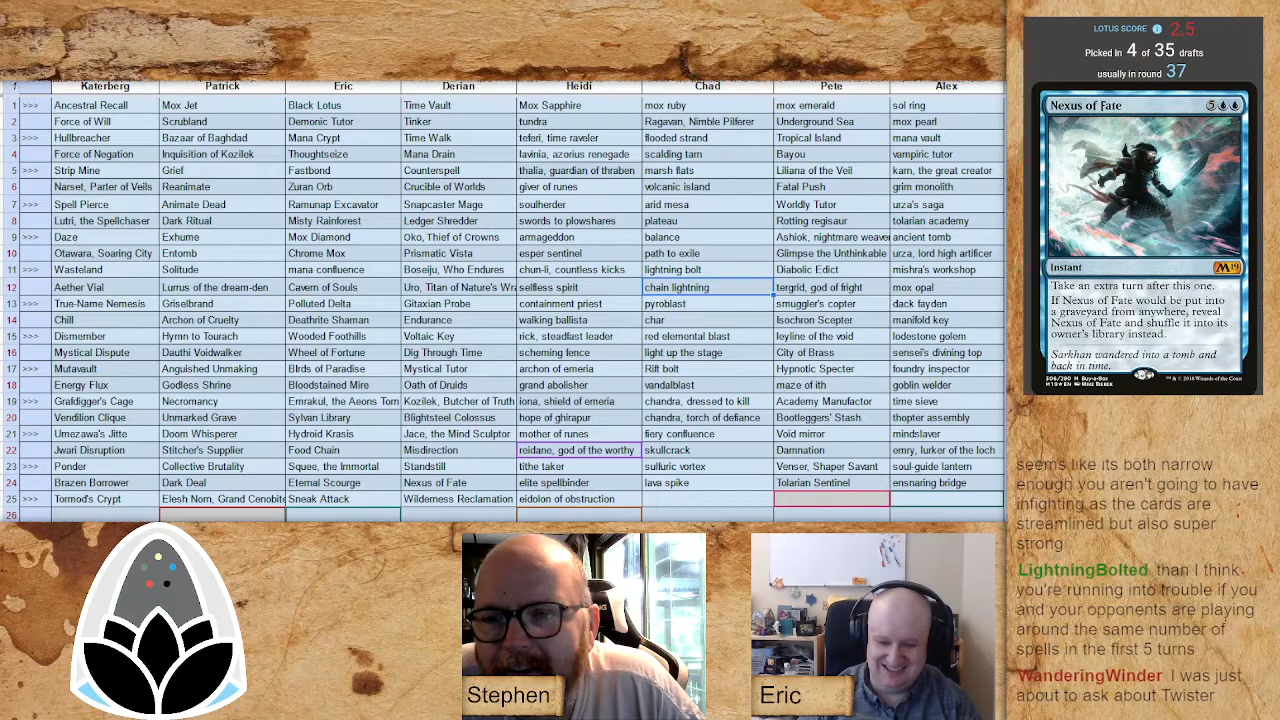 Katerberg Patrick Eric Derian Heidi Chad Pete Alex
1 >>> Ancestral Recall Mox Jet Black Lotus Time Vault Mox Sapphire mox ruby mox emerald sol ring
2 Force of Will Scrubland Demonic Tutor Tinker tundra Ragavan, Nimble Pilferer Underground Sea mox pearl
3 >>> Hullbreacher Bazaar of Baghdad Mana Crypt Time Walk teferi, time raveler flooded strand Tropical Island mana vault
4 Force of Negation Inquisition of Kozilek Thoughtseize Mana Drain lavinia, azorius renegade scalding tarn Bayou vampiric tutor
5 >>> Strip Mine Grief Fastbond Counterspell thalia, guardian of thraben marsh flats Liliana of the Veil karn, the great creator
6 Narset, Parter of Veils Reanimate Zuran Orb Crucible of Worlds giver of runes volcanic island Fatal Push grim monolith
7 >>> Spell Pierce Animate Dead Ramunap Excavator Snapcaster Mage soulherder arid mesa Worldly Tutor urza's saga
8 Lutri, the Spellchaser Dark Ritual Misty Rainforest Ledger Shredder swords to plowshares plateau Rotting regisaur tolarian academy
9 >>> Daze Exhume Mox Diamond Oko, Thief of Crowns armageddon balance Ashiok, nightmare weaver ancient tomb
10 Otawara, Soaring City Entomb Chrome Mox Prismatic Vista esper sentinel path to exile Glimpse the Unthinkable urza, lord high artificer
11 >>> Wasteland Solitude mana confluence Boseiju, Who Endures chun-li, countless kicks lightning bolt Diabolic Edict mishra's workshop
12 Aether Vial Lurrus of the dream-den Cavern of Souls Uro, Titan of Nature's Wra selfless spirit chain lightning tergrid, god of fright mox opal
13 >>> True-Name Nemesis Griselbrand Polluted Delta Gitaxian Probe containment priest pyroblast smuggler's copter dack fayden
14 Chill Archon of Cruelty Deathrite Shaman Endurance walking ballista char Isochron Scepter manifold key
15 >>> Dismember Hymn to Tourach Wooded Foothills Voltaic Key rick, steadfast leader red elemental blast leyline of the void lodestone golem
16 Mystical Dispute Dauthi Voidwalker Wheel of Fortune Dig Through Time scheming fence light up the stage City of Brass sensei's divining top
17 >>> Mutavault Anguished Unmaking BIrds of Paradise Mystical Tutor archon of emeria Rift bolt Hypnotic Specter foundry inspector
18 Energy Flux Godless Shrine Bloodstained Mire Oath of Druids grand abolisher vandalblast maze of ith goblin welder
19 >>> Grafdigger's Cage Necromancy Emrakul, the Aeons Torn Kozilek, Butcher of Truth iona, shield of emeria chandra, dressed to kill Academy Manufactor time sieve
20 Vendilion Clique Unmarked Grave Sylvan Library Blightsteel Colossus hope of ghirapur chandra, torch of defiance Bootleggers' Stash thopter assembly
21 >>> Umezawa's Jitte Doom Whisperer Hydroid Krasis Jace, the Mind Sculptor mother of runes fiery confluence Void mirror mindslaver
22 Jwari Disruption Stitcher's Supplier Food Chain Misdirection reidane, god of the worthy skullcrack Damnation emry, lurker of the loch
23 >>> Ponder Collective Brutality Squee, the Immortal Standstill tithe taker sulfuric vortex Venser, Shaper Savant soul-guide lantern
24 Brazen Borrower Dark Deal Eternal Scourge Nexus of Fate elite spellbinder lava spike Tolarian Sentinel ensnaring bridge
25 >>> Tormod's Crypt Elesh Norn, Grand Cenobite Sneak Attack Wilderness Reclamation eidolon of obstruction
26
LOTUS SCORE 2.5
Picked in 4 of 35 drafts
usually in round 37
Nexus of Fate 5
Instant M19
Take an extra turn after this one.
If Nexus of Fate would be put into
a graveyard from anywhere, reveal
Nexus of Fate and shuffle it into its
owner's library instead.
Sarkhan wandered into a tomb and
back in time.
seems like its both narrow
enough you aren't going to have
infighting as the cards are
streamlined but also super
strong
LightningBolted than I think
you're running into trouble if you
and your opponents are playing
around the same number of
spells in the first 5 turns
WanderingWinder I was just
about to ask about Twister
Stephen
Eric